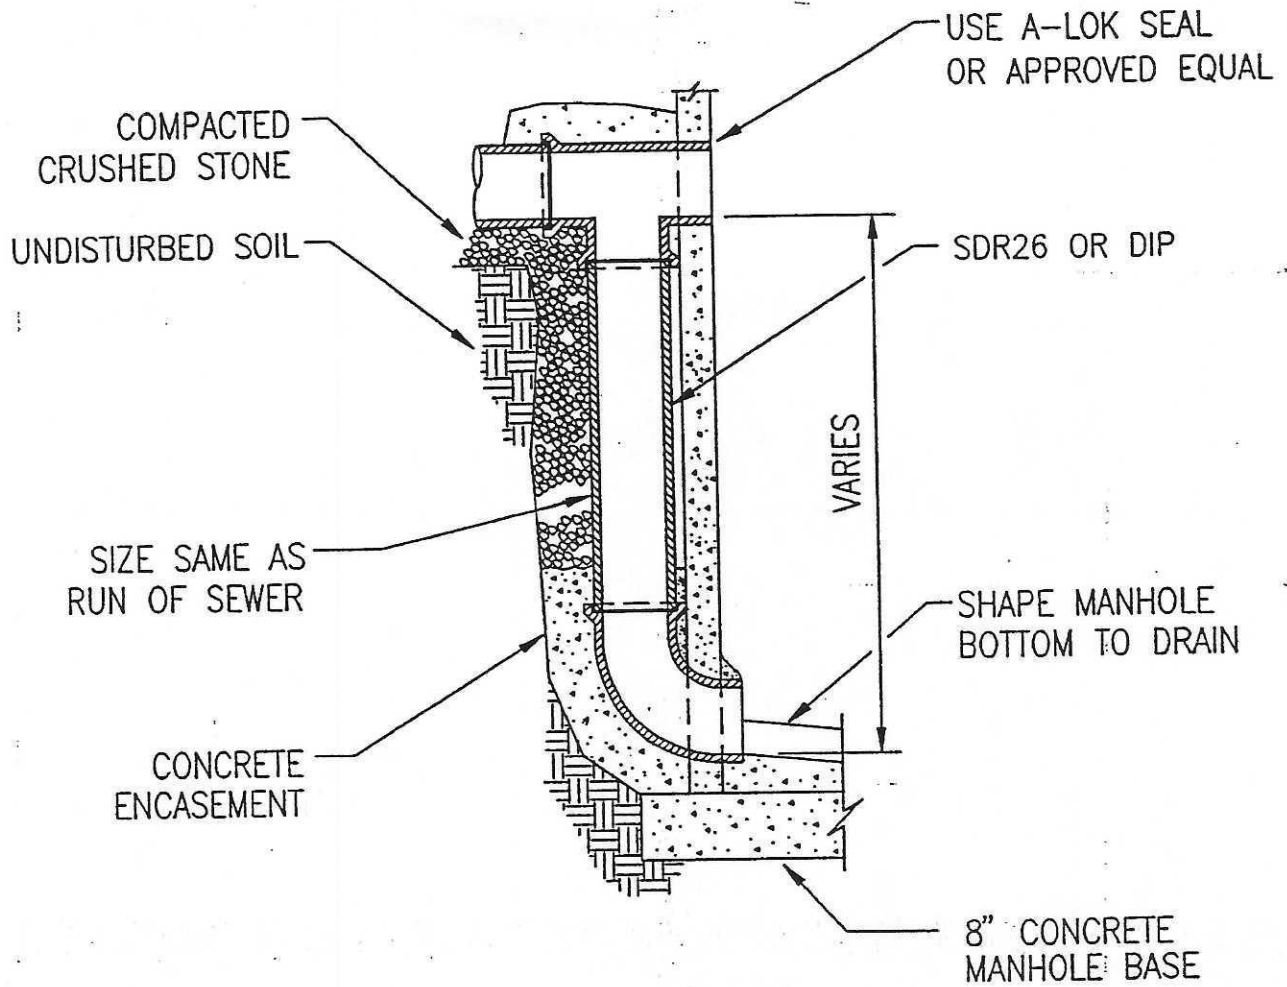 USE A-LOK SEAL
OR APPROVED EQUAL
COMPACTED
CRUSHED STONE
UNDISTURBED SOIL
SDR26 OR DIP
VARIES
SIZE SAME AS
RUN OF SEWER
SHAPE MANHOLE
BOTTOM TO DRAIN
CONCRETE
ENCASEMENT
8" CONCRETE
MANHOLE BASE